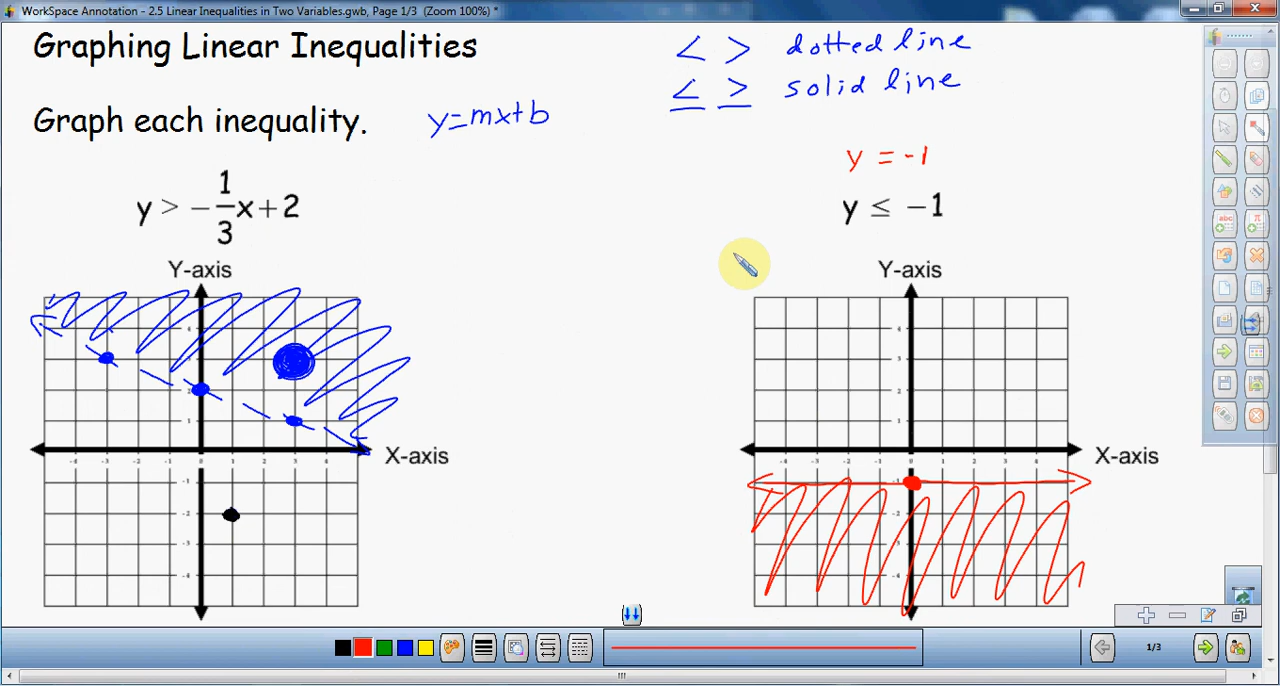 WorkSpace Annotation - 2.5 Linear Inequalities in Two Variables.gwb, Page 1/3 (Zoom 100%) *
Graphing Linear Inequalities
< > dotted line
≤ ≥ solid line
Graph each inequality.
y=mx+b
y = -1
y > -1/3x+2
y ≤ -1
Y-axis
X-axis
Y-axis
X-axis
1/3